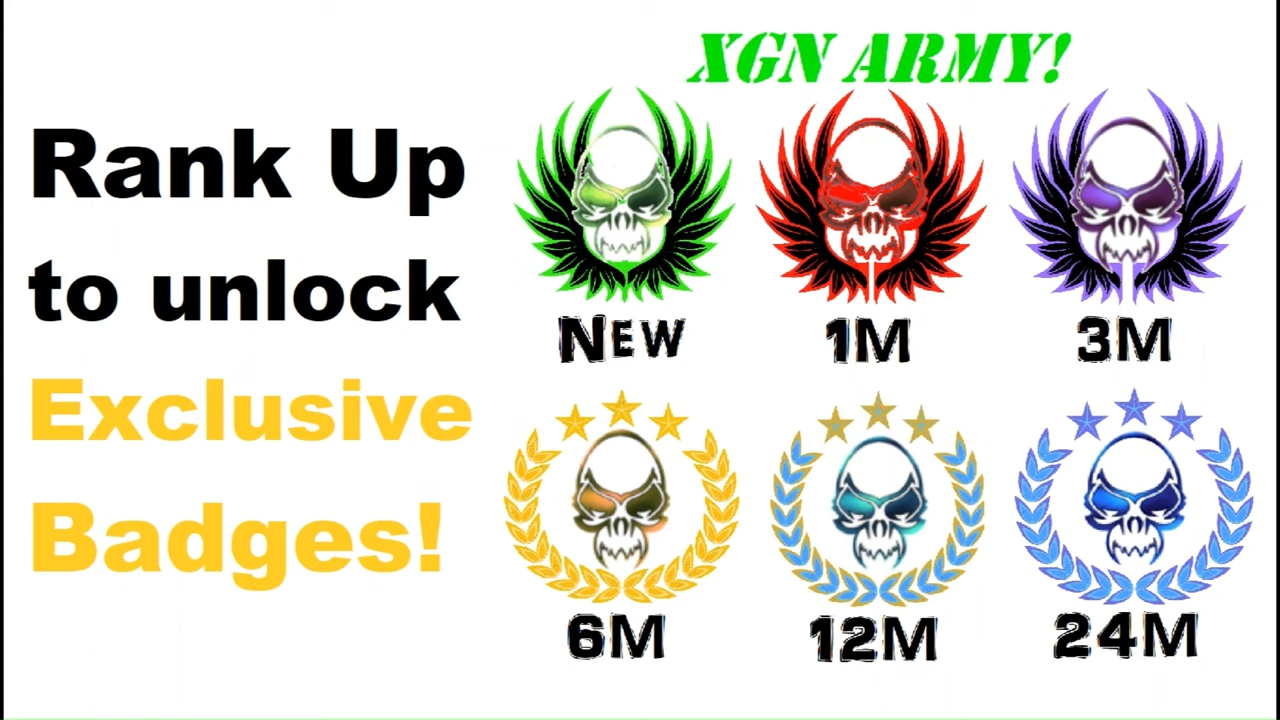 Rank Up
to unlock
Exclusive
Badges!
XGN ARMY!
NEW
1M
3M
6M
12M
24M